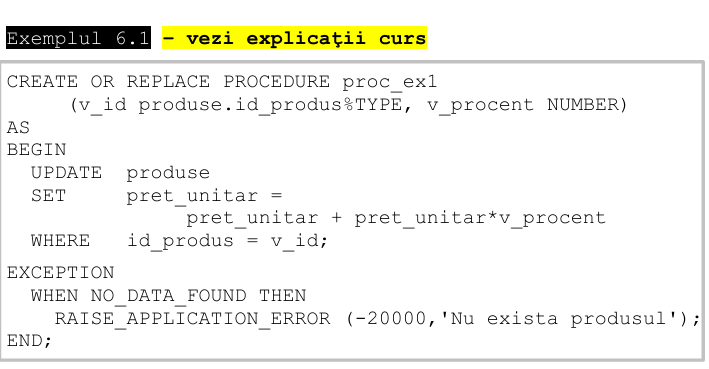 Exemplul 6.1 – vezi explicaţii curs
CREATE OR REPLACE PROCEDURE proc_ex1
(v_id produse.id_produs%TYPE, v_procent NUMBER)
AS
BEGIN
UPDATE produse
SET pret_unitar =
pret_unitar + pret_unitar*v_procent
WHERE id_produs = v_id;
EXCEPTION
WHEN NO_DATA_FOUND THEN
RAISE_APPLICATION_ERROR (-20000,'Nu exista produsul');
END;